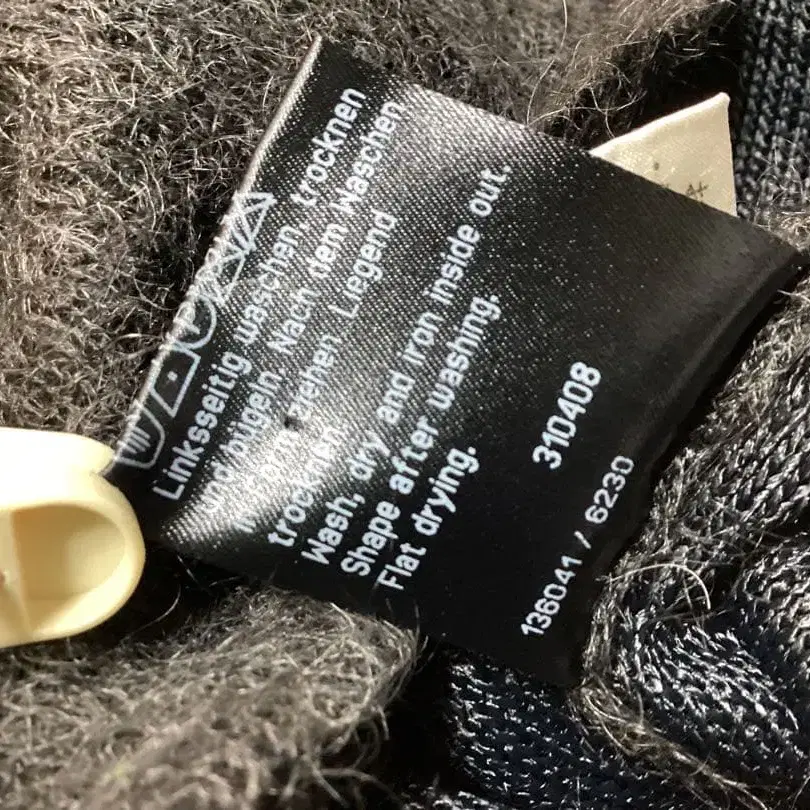 Linksseitig waschen, trocknen
und bügeln. Nach dem Waschen
in Form ziehen. Liegend
trocknen
Wash, dry and iron inside out.
Shape after washing.
Flat drying.
310408
136041 / 6230